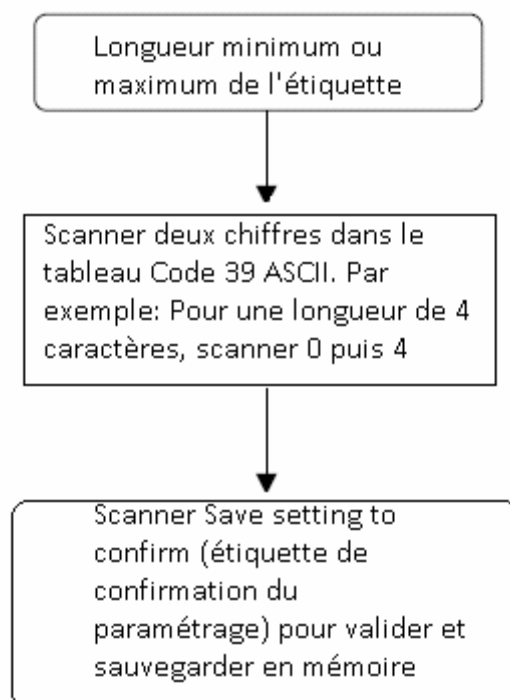 Longueur minimum ou
maximum de l'étiquette
Scanner deux chiffres dans le
tableau Code 39 ASCII. Par
exemple: Pour une longueur de 4
caractères, scanner 0 puis 4
Scanner Save setting to
confirm (étiquette de
confirmation du
paramétrage) pour valider et
sauvegarder en mémoire